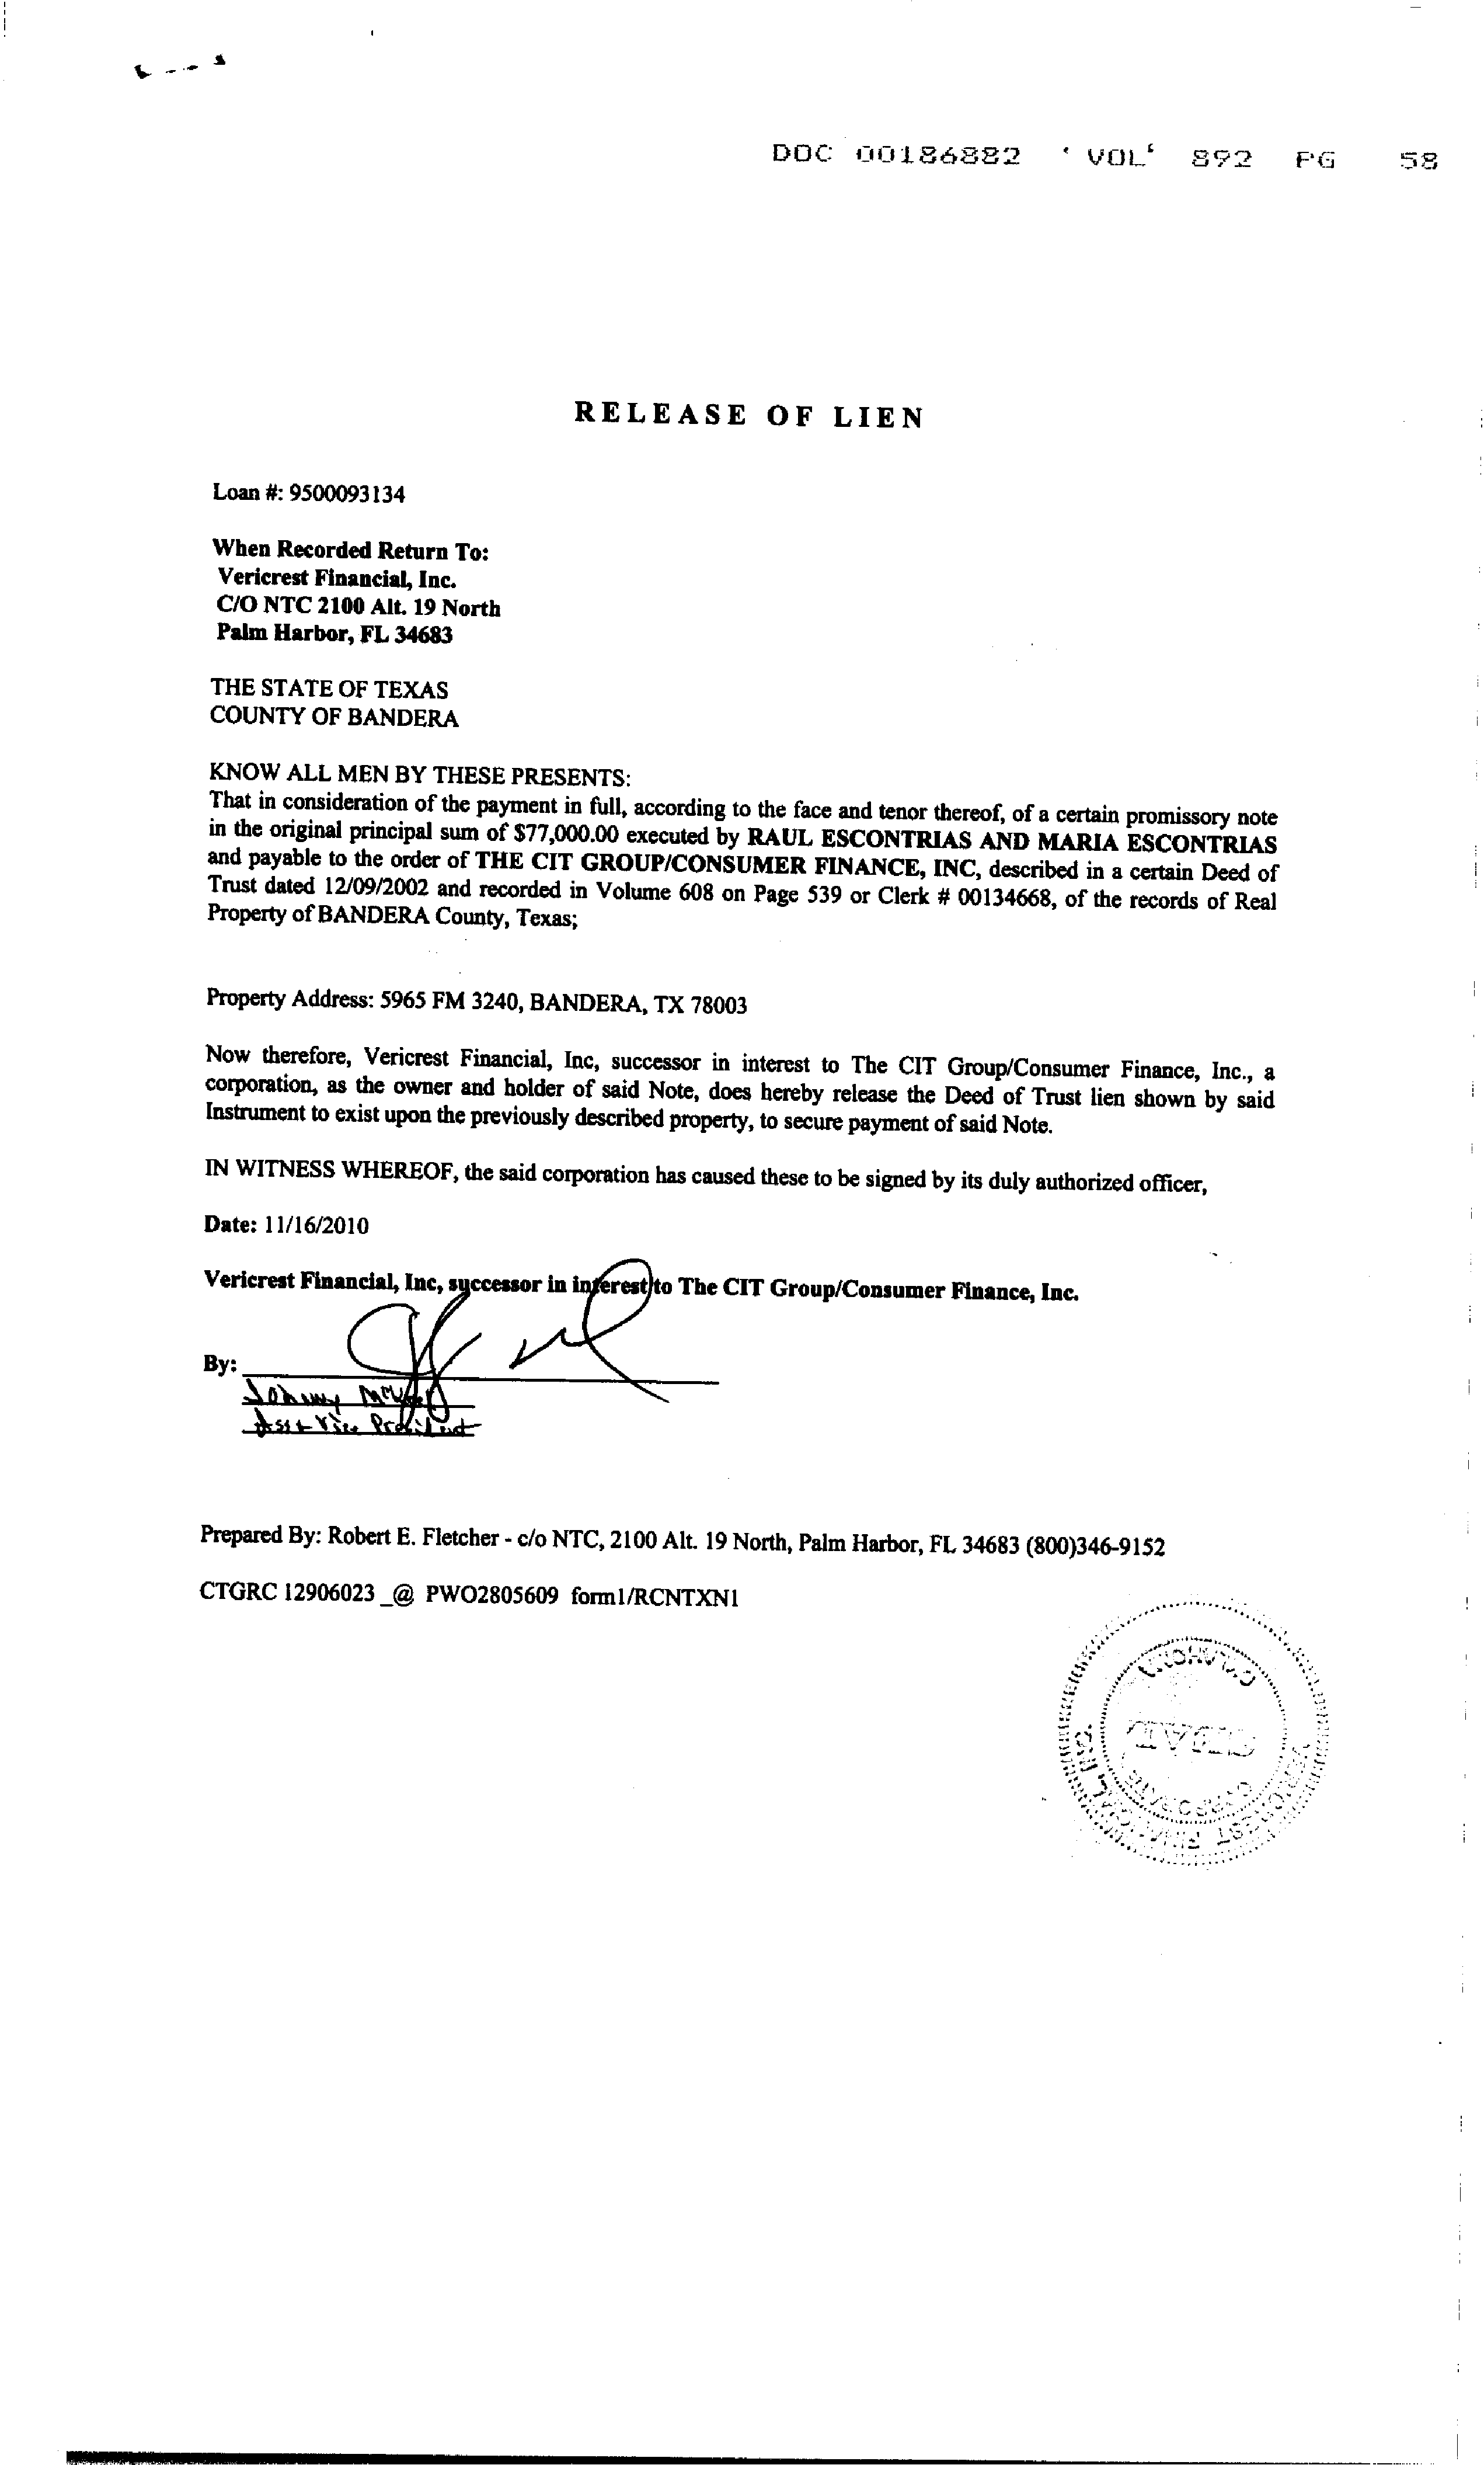 DOC 00186882 ' VOL' 892 PG 58
RELEASE OF LIEN
Loan #: 9500093134
When Recorded Return To:
Vericrest Financial, Inc.
C/O NTC 2100 Alt. 19 North
Palm Harbor, FL 34683
THE STATE OF TEXAS
COUNTY OF BANDERA
KNOW ALL MEN BY THESE PRESENTS:
That in consideration of the payment in full, according to the face and tenor thereof, of a certain promissory note
in the original principal sum of $77,000.00 executed by RAUL ESCONTRIAS AND MARIA ESCONTRIAS
and payable to the order of THE CIT GROUP/CONSUMER FINANCE, INC, described in a certain Deed of
Trust dated 12/09/2002 and recorded in Volume 608 on Page 539 or Clerk # 00134668, of the records of Real
Property of BANDERA County, Texas;
Property Address: 5965 FM 3240, BANDERA, TX 78003
Now therefore, Vericrest Financial, Inc, successor in interest to The CIT Group/Consumer Finance, Inc., a
corporation, as the owner and holder of said Note, does hereby release the Deed of Trust lien shown by said
Instrument to exist upon the previously described property, to secure payment of said Note.
IN WITNESS WHEREOF, the said corporation has caused these to be signed by its duly authorized officer,
Date: 11/16/2010
Vericrest Financial, Inc, successor in interest to The CIT Group/Consumer Finance, Inc.
By:
Johnny
Asst Vice President
Prepared By: Robert E. Fletcher - c/o NTC, 2100 Alt. 19 North, Palm Harbor, FL 34683 (800)346-9152
CTGRC 12906023 _@ PWO2805609 form1/RCNTXN1
OKLAHOMA
SEAL
CORPORATE
VERICREST FINANCIAL, INC.